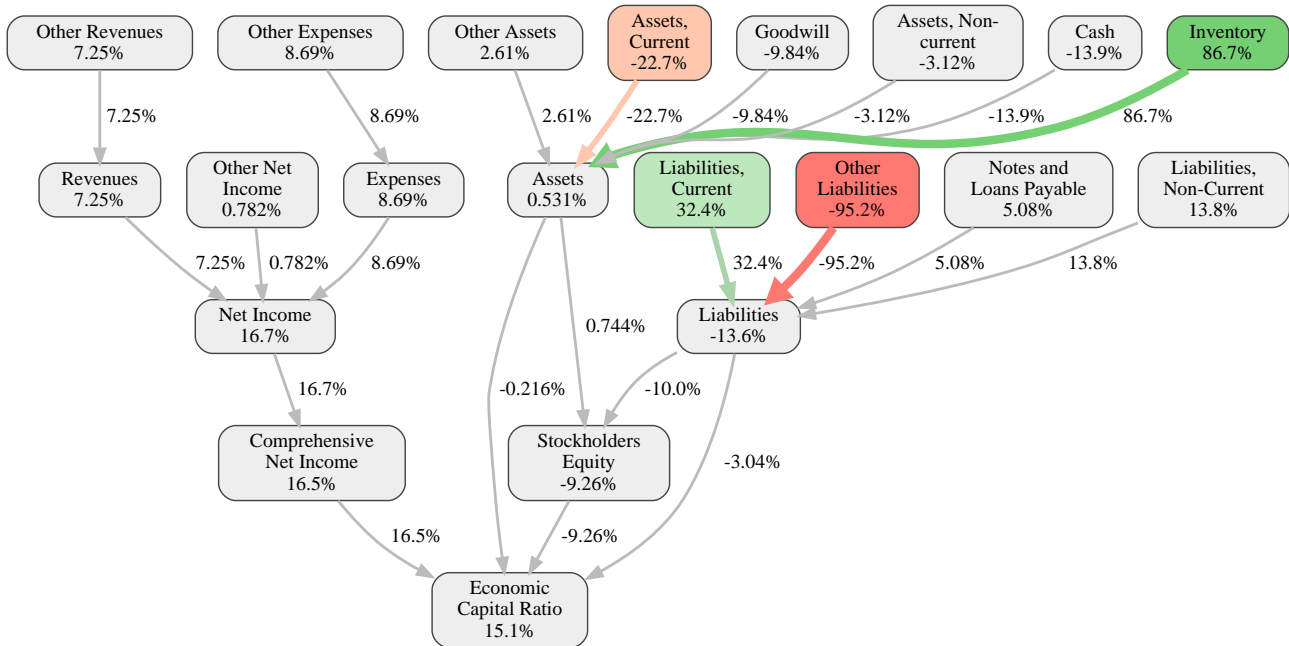 Other Revenues
7.25%
Other Expenses
8.69%
Other Assets
2.61%
Assets,
Current
-22.7%
Goodwill
-9.84%
Assets, Non-
current
-3.12%
Cash
-13.9%
Inventory
86.7%
7.25%
8.69%
2.61%
-22.7%
-9.84%
-3.12%
-13.9%
86.7%
Revenues
7.25%
Other Net
Income
0.782%
Expenses
8.69%
Assets
0.531%
Liabilities,
Current
32.4%
Other
Liabilities
-95.2%
Notes and
Loans Payable
5.08%
Liabilities,
Non-Current
13.8%
7.25%
0.782%
8.69%
32.4%
-95.2%
5.08%
13.8%
Net Income
16.7%
0.744%
Liabilities
-13.6%
16.7%
-0.216%
-10.0%
Comprehensive
Net Income
16.5%
Stockholders
Equity
-9.26%
-3.04%
16.5%
-9.26%
Economic
Capital Ratio
15.1%